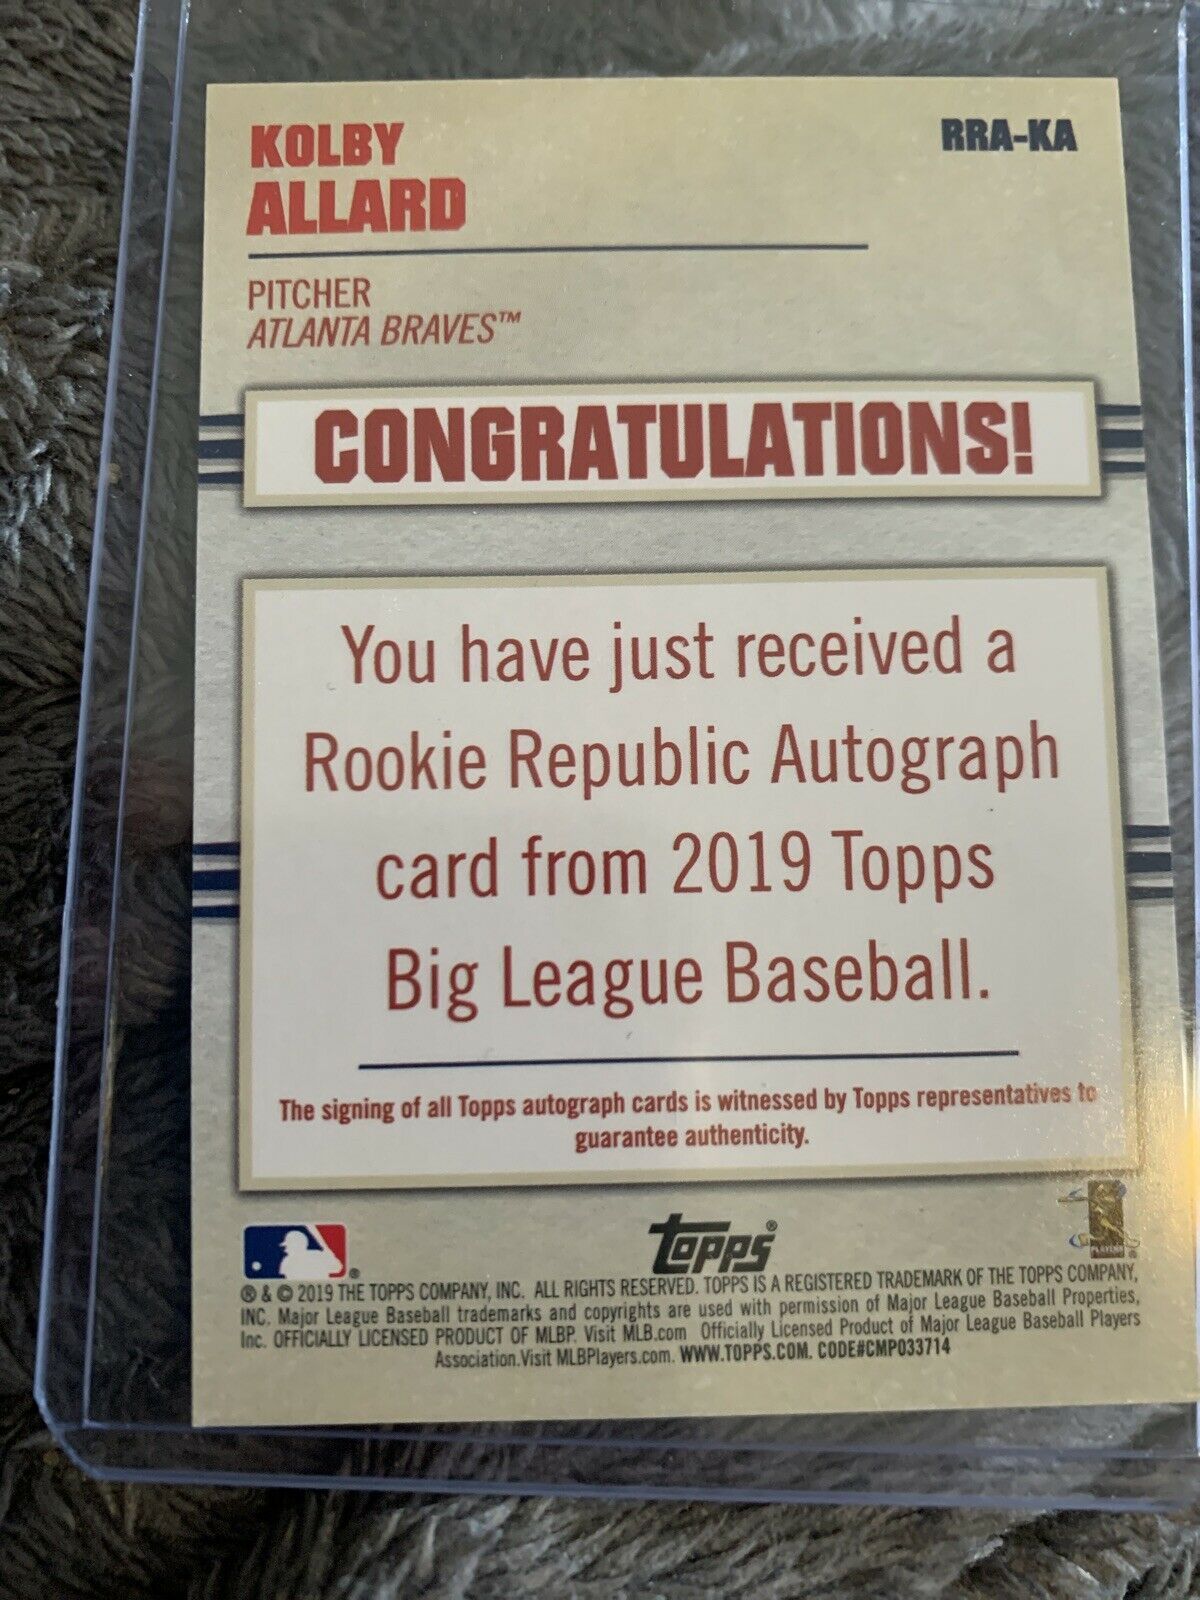 KOLBY
ALLARD
RRA-KA
PITCHER
ATLANTA BRAVES™
CONGRATULATIONS!
You have just received a
Rookie Republic Autograph
card from 2019 Topps
Big League Baseball.
The signing of all Topps autograph cards is witnessed by Topps representatives to
guarantee authenticity.
®
topps®
PLAYERS ®
® & © 2019 THE TOPPS COMPANY, INC. ALL RIGHTS RESERVED. TOPPS IS A REGISTERED TRADEMARK OF THE TOPPS COMPANY,
INC. Major League Baseball trademarks and copyrights are used with permission of Major League Baseball Properties,
Inc. OFFICIALLY LICENSED PRODUCT OF MLBP. Visit MLB.com Officially Licensed Product of Major League Baseball Players
Association.Visit MLBPlayers.com. WWW.TOPPS.COM. CODE#CMP033714